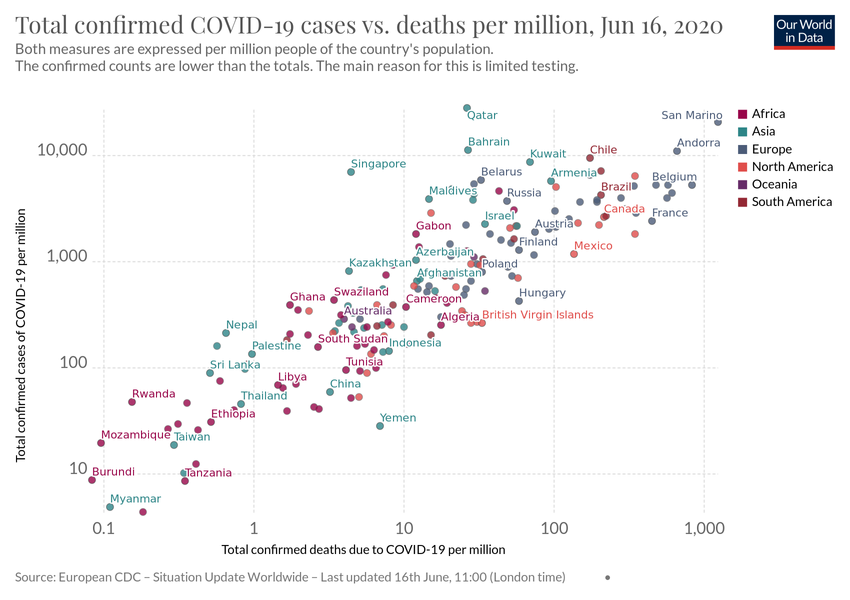 Total confirmed COVID-19 cases vs. deaths per million, Jun 16, 2020
Our World
in Data
Both measures are expressed per million people of the country's population.
The confirmed counts are lower than the totals. The main reason for this is limited testing.
Total confirmed cases of COVID-19 per million
10,000
1,000
100
10
Qatar
San Marino
Bahrain
Andorra
Kuwait
Chile
Singapore
Belarus
Armenia
Belgium
Maldives
Russia
Brazil
Canada
Israel
France
Gabon
Austria
Finland
Mexico
Azerbaijan
Kazakhstan
Poland
Afghanistan
Hungary
Swaziland
Ghana
Cameroon
Australia
Algeria
British Virgin Islands
Nepal
South Sudan
Indonesia
Palestine
Tunisia
Sri Lanka
Libya
China
Rwanda
Thailand
Ethiopia
Yemen
Mozambique
Taiwan
Burundi
Tanzania
Myanmar
0.1
1
10
100
1,000
Total confirmed deaths due to COVID-19 per million
Africa
Asia
Europe
North America
Oceania
South America
Source: European CDC – Situation Update Worldwide – Last updated 16th June, 11:00 (London time)